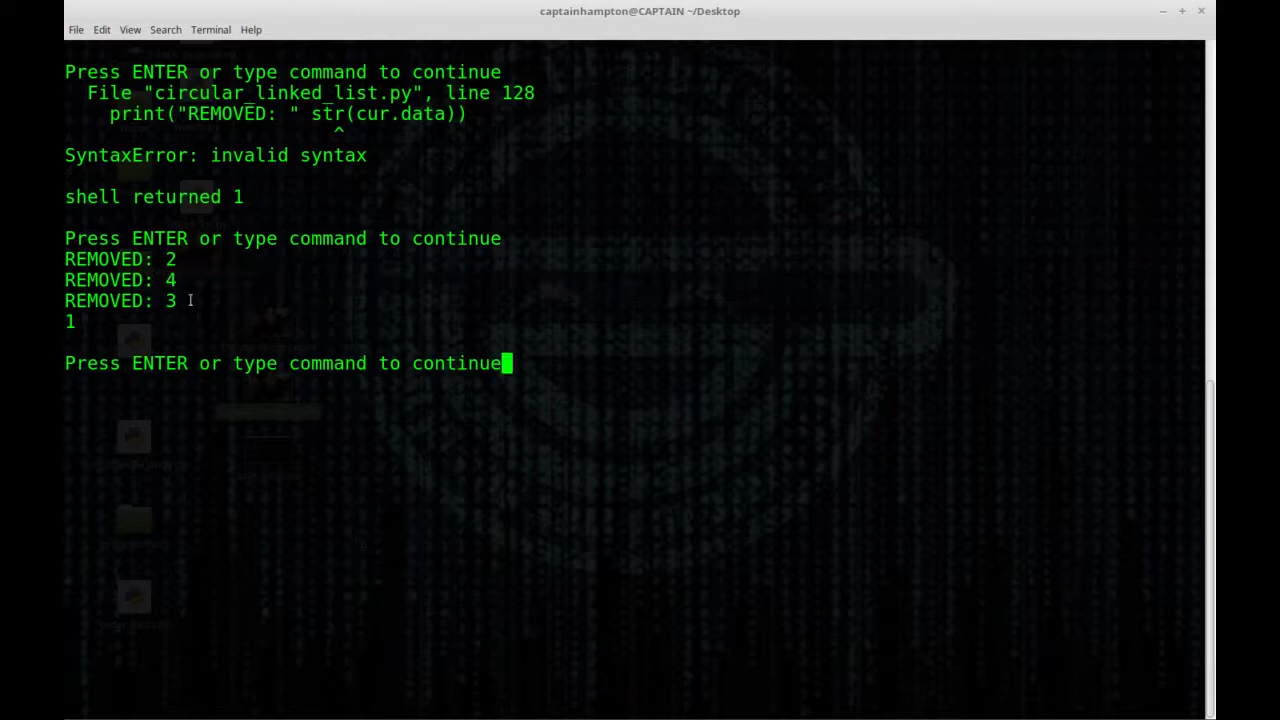 captainhampton@CAPTAIN ~/Desktop
File Edit View Search Terminal Help
Press ENTER or type command to continue
  File "circular_linked_list.py", line 128
    print("REMOVED: " str(cur.data))
                        ^
SyntaxError: invalid syntax
shell returned 1
Press ENTER or type command to continue
REMOVED: 2
REMOVED: 4
REMOVED: 3
1
Press ENTER or type command to continue